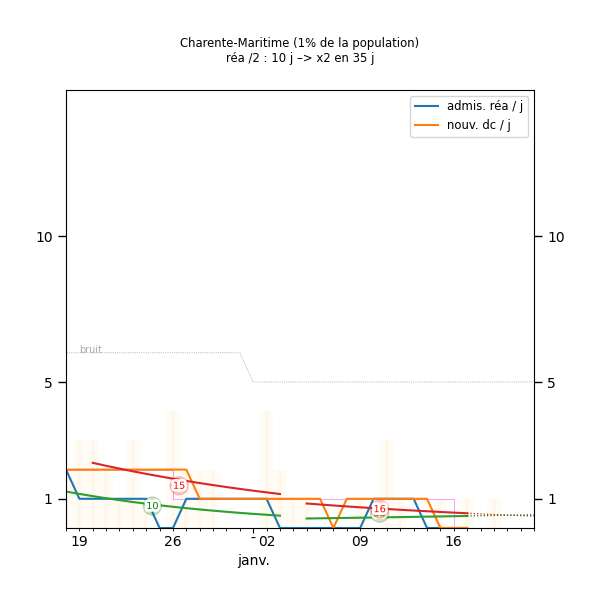 Charente-Maritime (1% de la population)
réa /2 : 10 j –> x2 en 35 j
admis. réa / j
nouv. dc / j
10
10
bruit
5
5
15
10
16
1
1
19
26
-
02
09
16
janv.